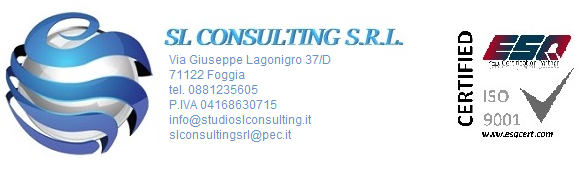 SL CONSULTING S.R.L.
Via Giuseppe Lagonigro 37/D
71122 Foggia
tel. 0881235605
P.IVA 04168630715
info@studioslconsulting.it
slconsultingsrl@pec.it
CERTIFIED
ESQ
ISO
9001
www.esqcert.com